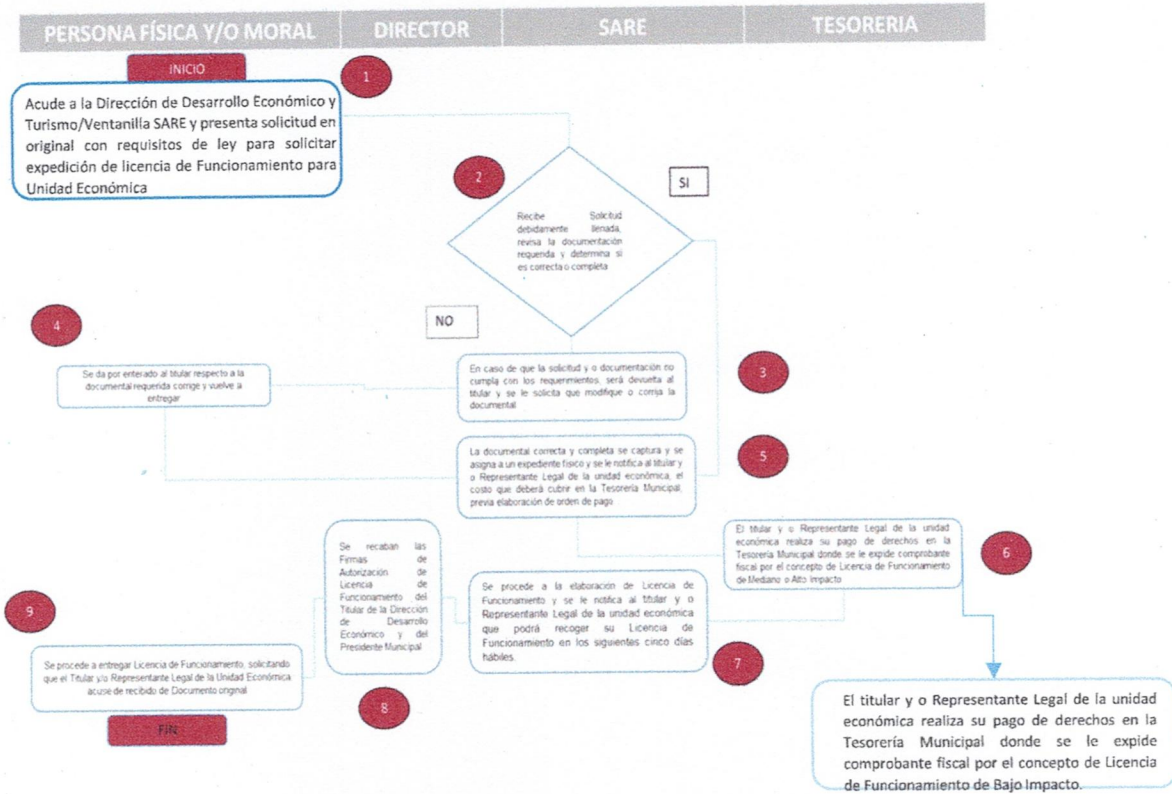 PERSONA FÍSICA Y/O MORAL
DIRECTOR
SARE
TESORERIA
INICIO
1
Acude a la Dirección de Desarrollo Económico y
Turismo/Ventanilla SARE y presenta solicitud en
original con requisitos de ley para solicitar
expedición de licencia de Funcionamiento para
Unidad Económica
2
SI
Recibe Solicitud
debidamente llenada,
revisa la documentación
requerida y determina si
es correcta o completa
NO
4
Se da por enterado al titular respecto a la
documental requerida corrige y vuelve a
entregar
En caso de que la solicitud y o documentación no
cumpla con los requerimientos, será devuelta al
titular y se le solicita que modifique o corrija la
documental
3
La documental correcta y completa se captura y se
asigna a un expediente físico y se le notifica al titular y
o Representante Legal de la unidad económica, el
costo que deberá cubrir en la Tesorería Municipal,
previa elaboración de orden de pago
5
El titular y o Representante Legal de la unidad
económica realiza su pago de derechos en la
Tesorería Municipal donde se le expide comprobante
fiscal por el concepto de Licencia de Funcionamiento
de Mediano o Alto Impacto
6
Se recaban las
Firmas de
Autorización de
Licencia de
Funcionamiento del
Titular de la Dirección
de Desarrollo
Económico y del
Presidente Municipal
8
Se procede a la elaboración de Licencia de
Funcionamiento y se le notifica al titular y o
Representante Legal de la unidad económica
que podrá recoger su Licencia de
Funcionamiento en los siguientes cinco días
hábiles.
7
9
Se procede a entregar Licencia de Funcionamiento, solicitando
que el Titular y/o Representante Legal de la Unidad Económica
acuse de recibido de Documento original
FIN
El titular y o Representante Legal de la unidad
económica realiza su pago de derechos en la
Tesorería Municipal donde se le expide
comprobante fiscal por el concepto de Licencia
de Funcionamiento de Bajo Impacto.